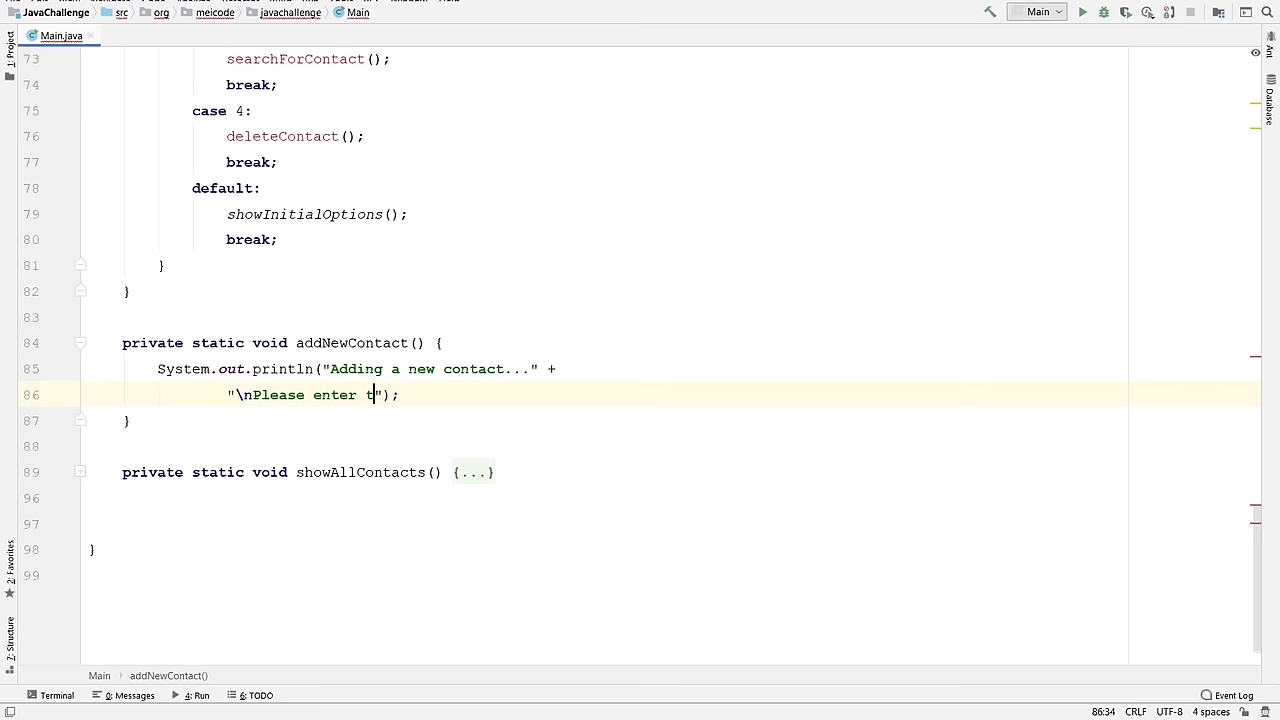 JavaChallenge src org meicode javachallenge Main Main
Main.java
1: Project
Ant
Database
2: Favorites
7: Structure
73 searchForContact();
74 break;
75 case 4:
76 deleteContact();
77 break;
78 default:
79 showInitialOptions();
80 break;
81 }
82 }
83
84 private static void addNewContact() {
85 System.out.println("Adding a new contact..." +
86 "\nPlease enter t");
87 }
88
89 private static void showAllContacts() {...}
96
97
98 }
99
Main addNewContact()
Terminal 0: Messages 4: Run 6: TODO Event Log
86:34 CRLF UTF-8 4 spaces